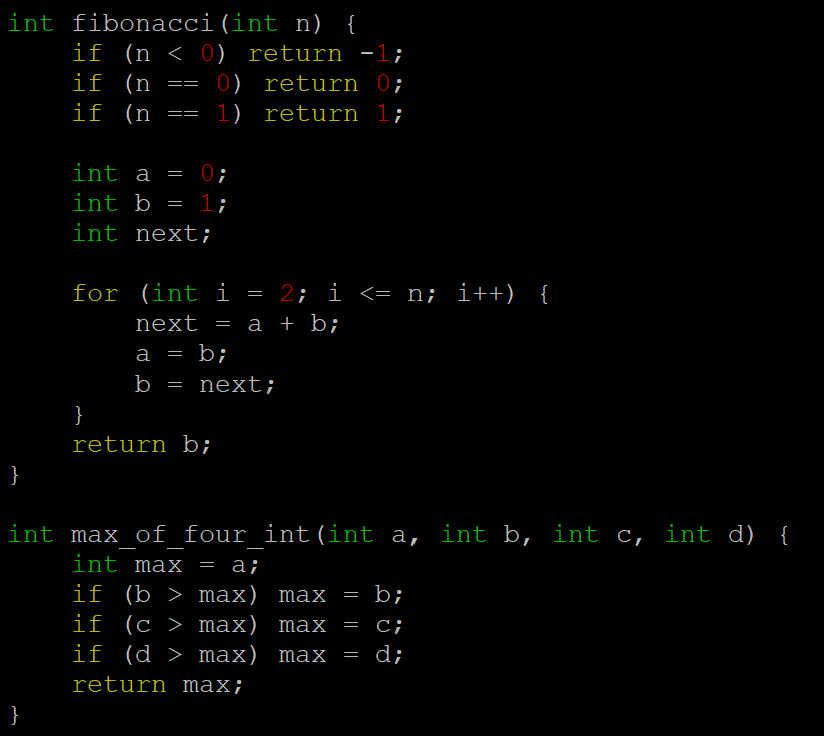 int fibonacci(int n) {
    if (n < 0) return -1;
    if (n == 0) return 0;
    if (n == 1) return 1;

    int a = 0;
    int b = 1;
    int next;

    for (int i = 2; i <= n; i++) {
        next = a + b;
        a = b;
        b = next;
    }
    return b;
}

int max_of_four_int(int a, int b, int c, int d) {
    int max = a;
    if (b > max) max = b;
    if (c > max) max = c;
    if (d > max) max = d;
    return max;
}